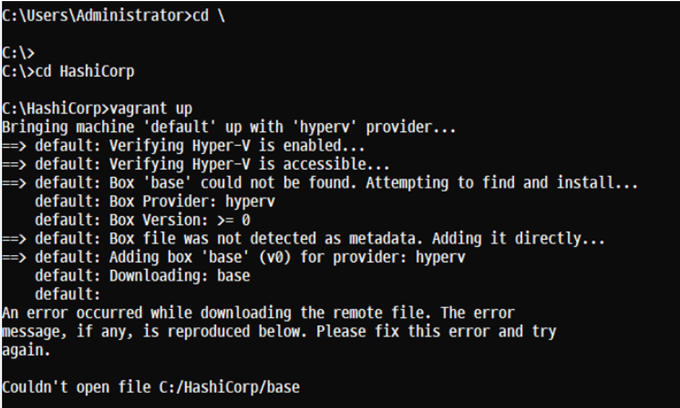 C:\Users\Administrator>cd \
C:\>
C:\>cd HashiCorp
C:\HashiCorp>vagrant up
Bringing machine 'default' up with 'hyperv' provider...
==> default: Verifying Hyper-V is enabled...
==> default: Verifying Hyper-V is accessible...
==> default: Box 'base' could not be found. Attempting to find and install...
    default: Box Provider: hyperv
    default: Box Version: >= 0
==> default: Box file was not detected as metadata. Adding it directly...
==> default: Adding box 'base' (v0) for provider: hyperv
    default: Downloading: base
    default:
An error occurred while downloading the remote file. The error
message, if any, is reproduced below. Please fix this error and try
again.
Couldn't open file C:/HashiCorp/base